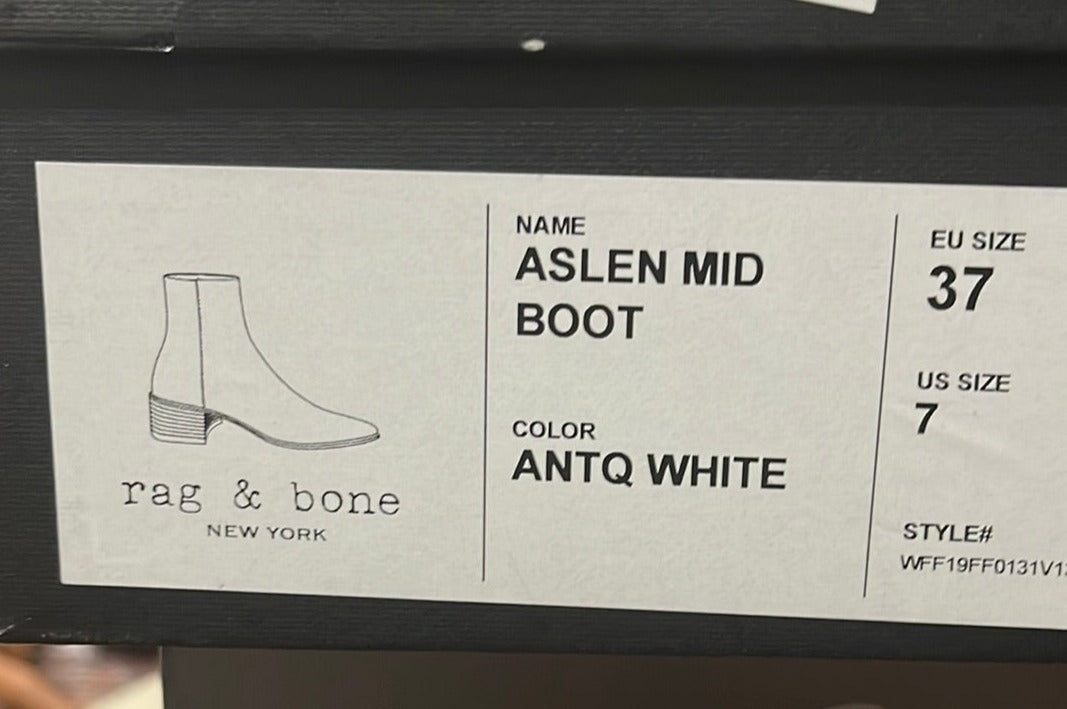 rag & bone
NEW YORK
NAME
ASLEN MID
BOOT
COLOR
ANTQ WHITE
EU SIZE
37
US SIZE
7
STYLE#